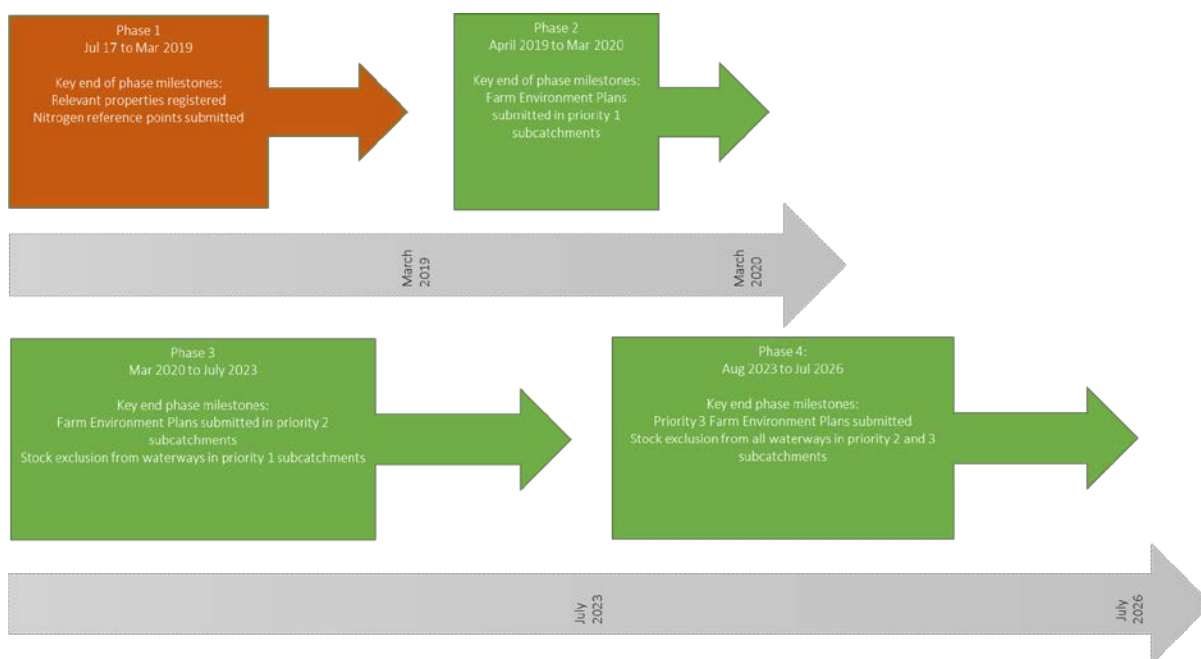 Phase 1
Jul 17 to Mar 2019
Key end of phase milestones:
Relevant properties registered
Nitrogen reference points submitted
Phase 2
April 2019 to Mar 2020
Key end of phase milestones:
Farm Environment Plans
submitted in priority 1
subcatchments
March
2019
March
2020
Phase 3
Mar 2020 to July 2023
Key end phase milestones:
Farm Environment Plans submitted in priority 2
subcatchments
Stock exclusion from waterways in priority 1 subcatchments
Phase 4:
Aug 2023 to Jul 2026
Key end phase milestones:
Priority 3 Farm Environment Plans submitted
Stock exclusion from all waterways in priority 2 and 3
subcatchments
July
2023
July
2026